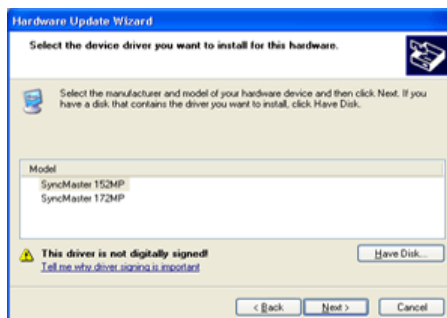 Hardware Update Wizard
Select the device driver you want to install for this hardware.
Select the manufacturer and model of your hardware device and then click Next. If you
have a disk that contains the driver you want to install, click Have Disk.
Model
SyncMaster 152MP
SyncMaster 172MP
This driver is not digitally signed!
Tell me why driver signing is important
Have Disk...
< Back
Next >
Cancel